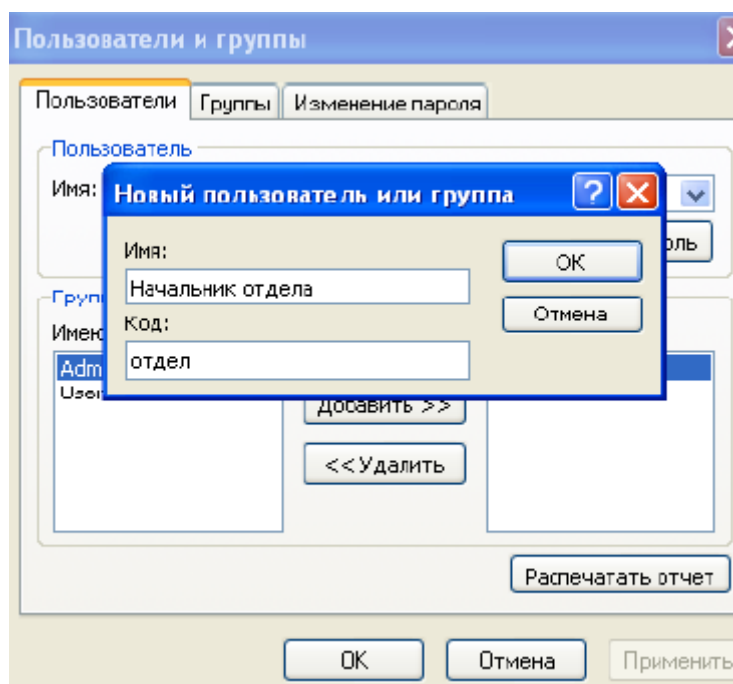 Пользователи и группы
Пользователи Группы Изменение пароля
Пользователь
Имя:
Новый пользователь или группа
Имя:
Начальник отдела
Код:
отдел
OK
Отмена
Добавить >>
<< Удалить
Распечатать отчет
OK Отмена Применить